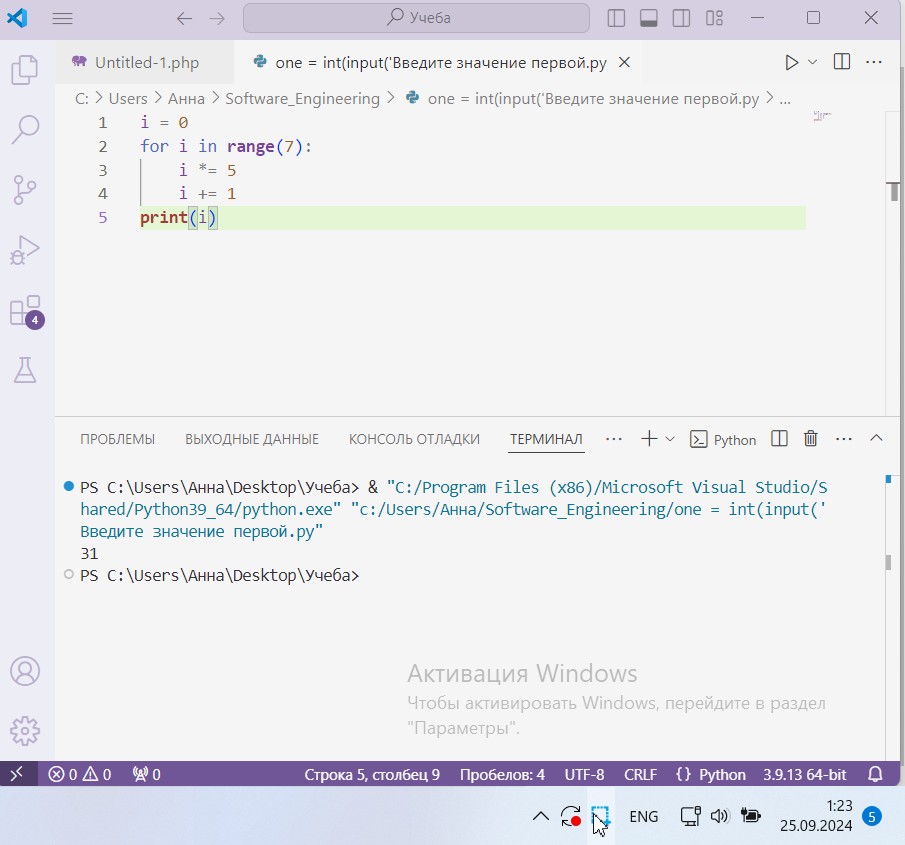 Учеба
Untitled-1.php
one = int(input('Введите значение первой.py
C: > Users > Анна > Software_Engineering > one = int(input('Введите значение первой.py > ...
1 i = 0
2 for i in range(7):
3 i *= 5
4 i += 1
5 print(i)
4
ПРОБЛЕМЫ ВЫХОДНЫЕ ДАННЫЕ КОНСОЛЬ ОТЛАДКИ ТЕРМИНАЛ ... Python ...
PS C:\Users\Анна\Desktop\Учеба> & "C:/Program Files (x86)/Microsoft Visual Studio/S
hared/Python39_64/python.exe" "c:/Users/Анна/Software_Engineering/one = int(input('
Введите значение первой.py"
31
PS C:\Users\Анна\Desktop\Учеба>
Активация Windows
Чтобы активировать Windows, перейдите в раздел
"Параметры".
0 0 0 Строка 5, столбец 9 Пробелов: 4 UTF-8 CRLF {} Python 3.9.13 64-bit
ENG
1:23
25.09.2024
5